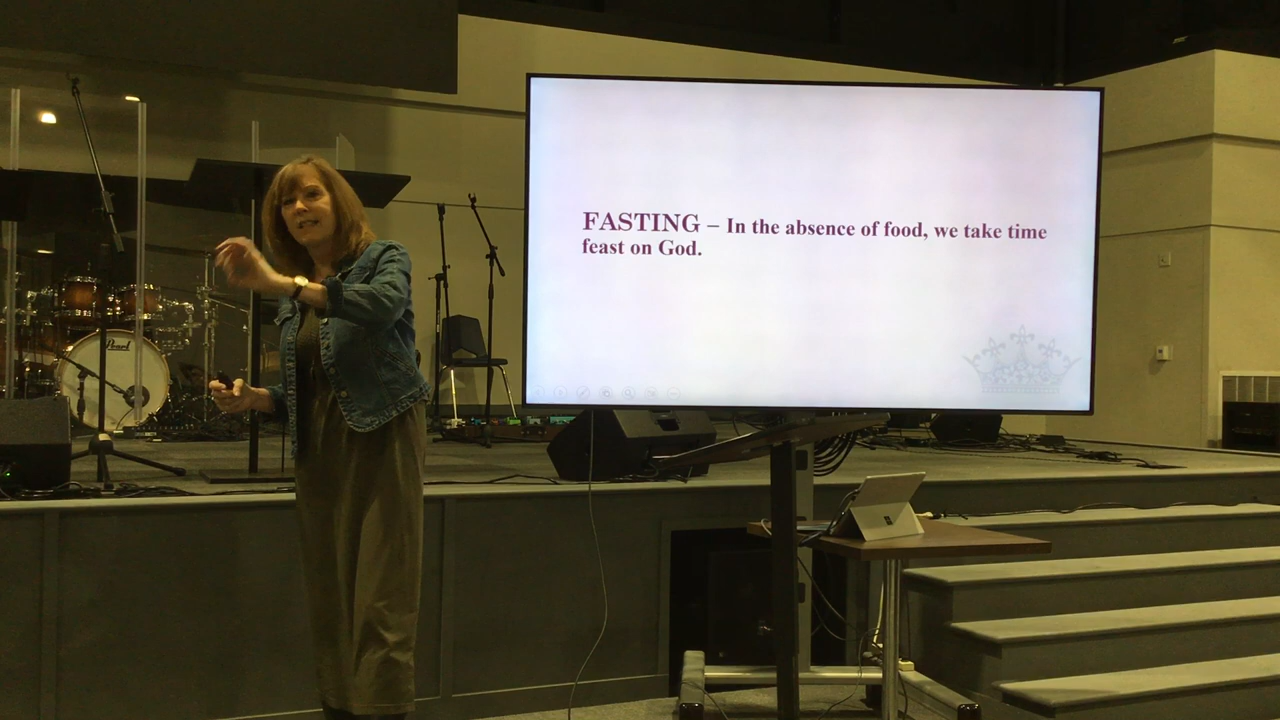 FASTING – In the absence of food, we take time
feast on God.
Pearl